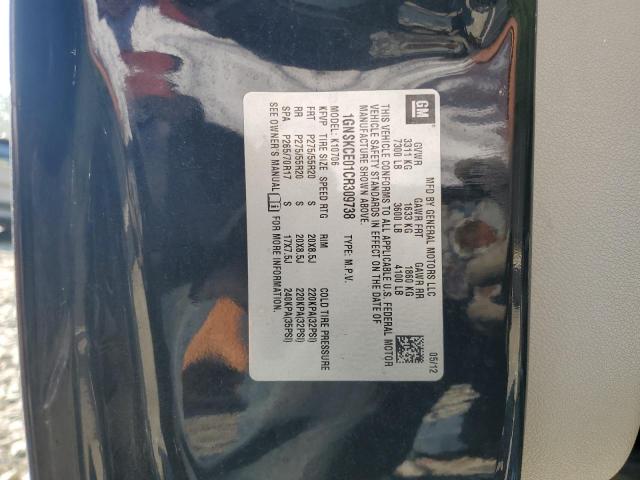 GM
MFD BY GENERAL MOTORS LLC
05/12
GVWR GAWR FRT GAWR RR
3311 KG 1633 KG 1860 KG
7300 LB 3600 LB 4100 LB
THIS VEHICLE CONFORMS TO ALL APPLICABLE U.S. FEDERAL MOTOR
VEHICLE SAFETY STANDARDS IN EFFECT ON THE DATE OF
MANUFACTURE SHOWN ABOVE.
1GNSKCE01CR309738 TYPE: M.P.V.
MODEL: K10706
KFVP TIRE SIZE SPEED RTG RIM COLD TIRE PRESSURE
FRT P275/55R20 S 20X8.5J 220KPA(32PSI)
RR P275/55R20 S 20X8.5J 220KPA(32PSI)
SPA P265/70R17 S 17X7.5J 240KPA(35PSI)
SEE OWNER'S MANUAL i FOR MORE INFORMATION.